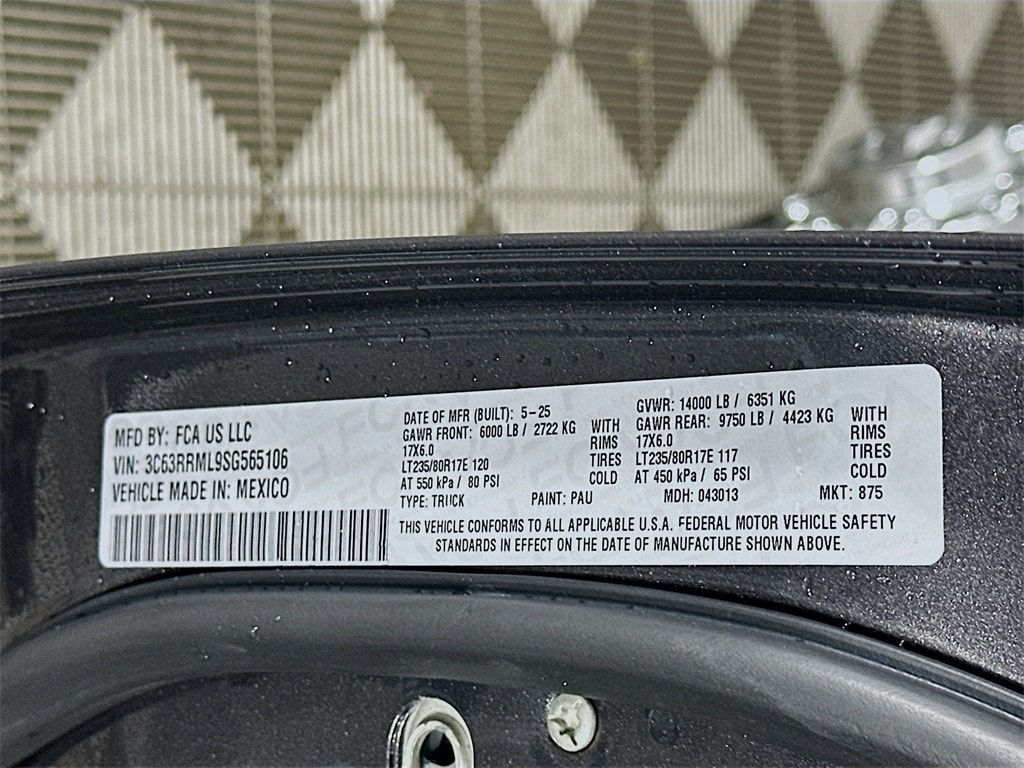 MFD BY: FCA US LLC
VIN: 3C63RRML9SG565106
VEHICLE MADE IN: MEXICO
DATE OF MFR (BUILT): 5-25
GAWR FRONT: 6000 LB / 2722 KG
17X6.0
LT235/80R17E 120
AT 550 kPa / 80 PSI
WITH
RIMS
TIRES
COLD
GVWR: 14000 LB / 6351 KG
GAWR REAR: 9750 LB / 4423 KG
17X6.0
LT235/80R17E 117
AT 450 kPa / 65 PSI
WITH
RIMS
TIRES
COLD
TYPE: TRUCK PAINT: PAU MDH: 043013 MKT: 875
THIS VEHICLE CONFORMS TO ALL APPLICABLE U.S.A. FEDERAL MOTOR VEHICLE SAFETY
STANDARDS IN EFFECT ON THE DATE OF MANUFACTURE SHOWN ABOVE.